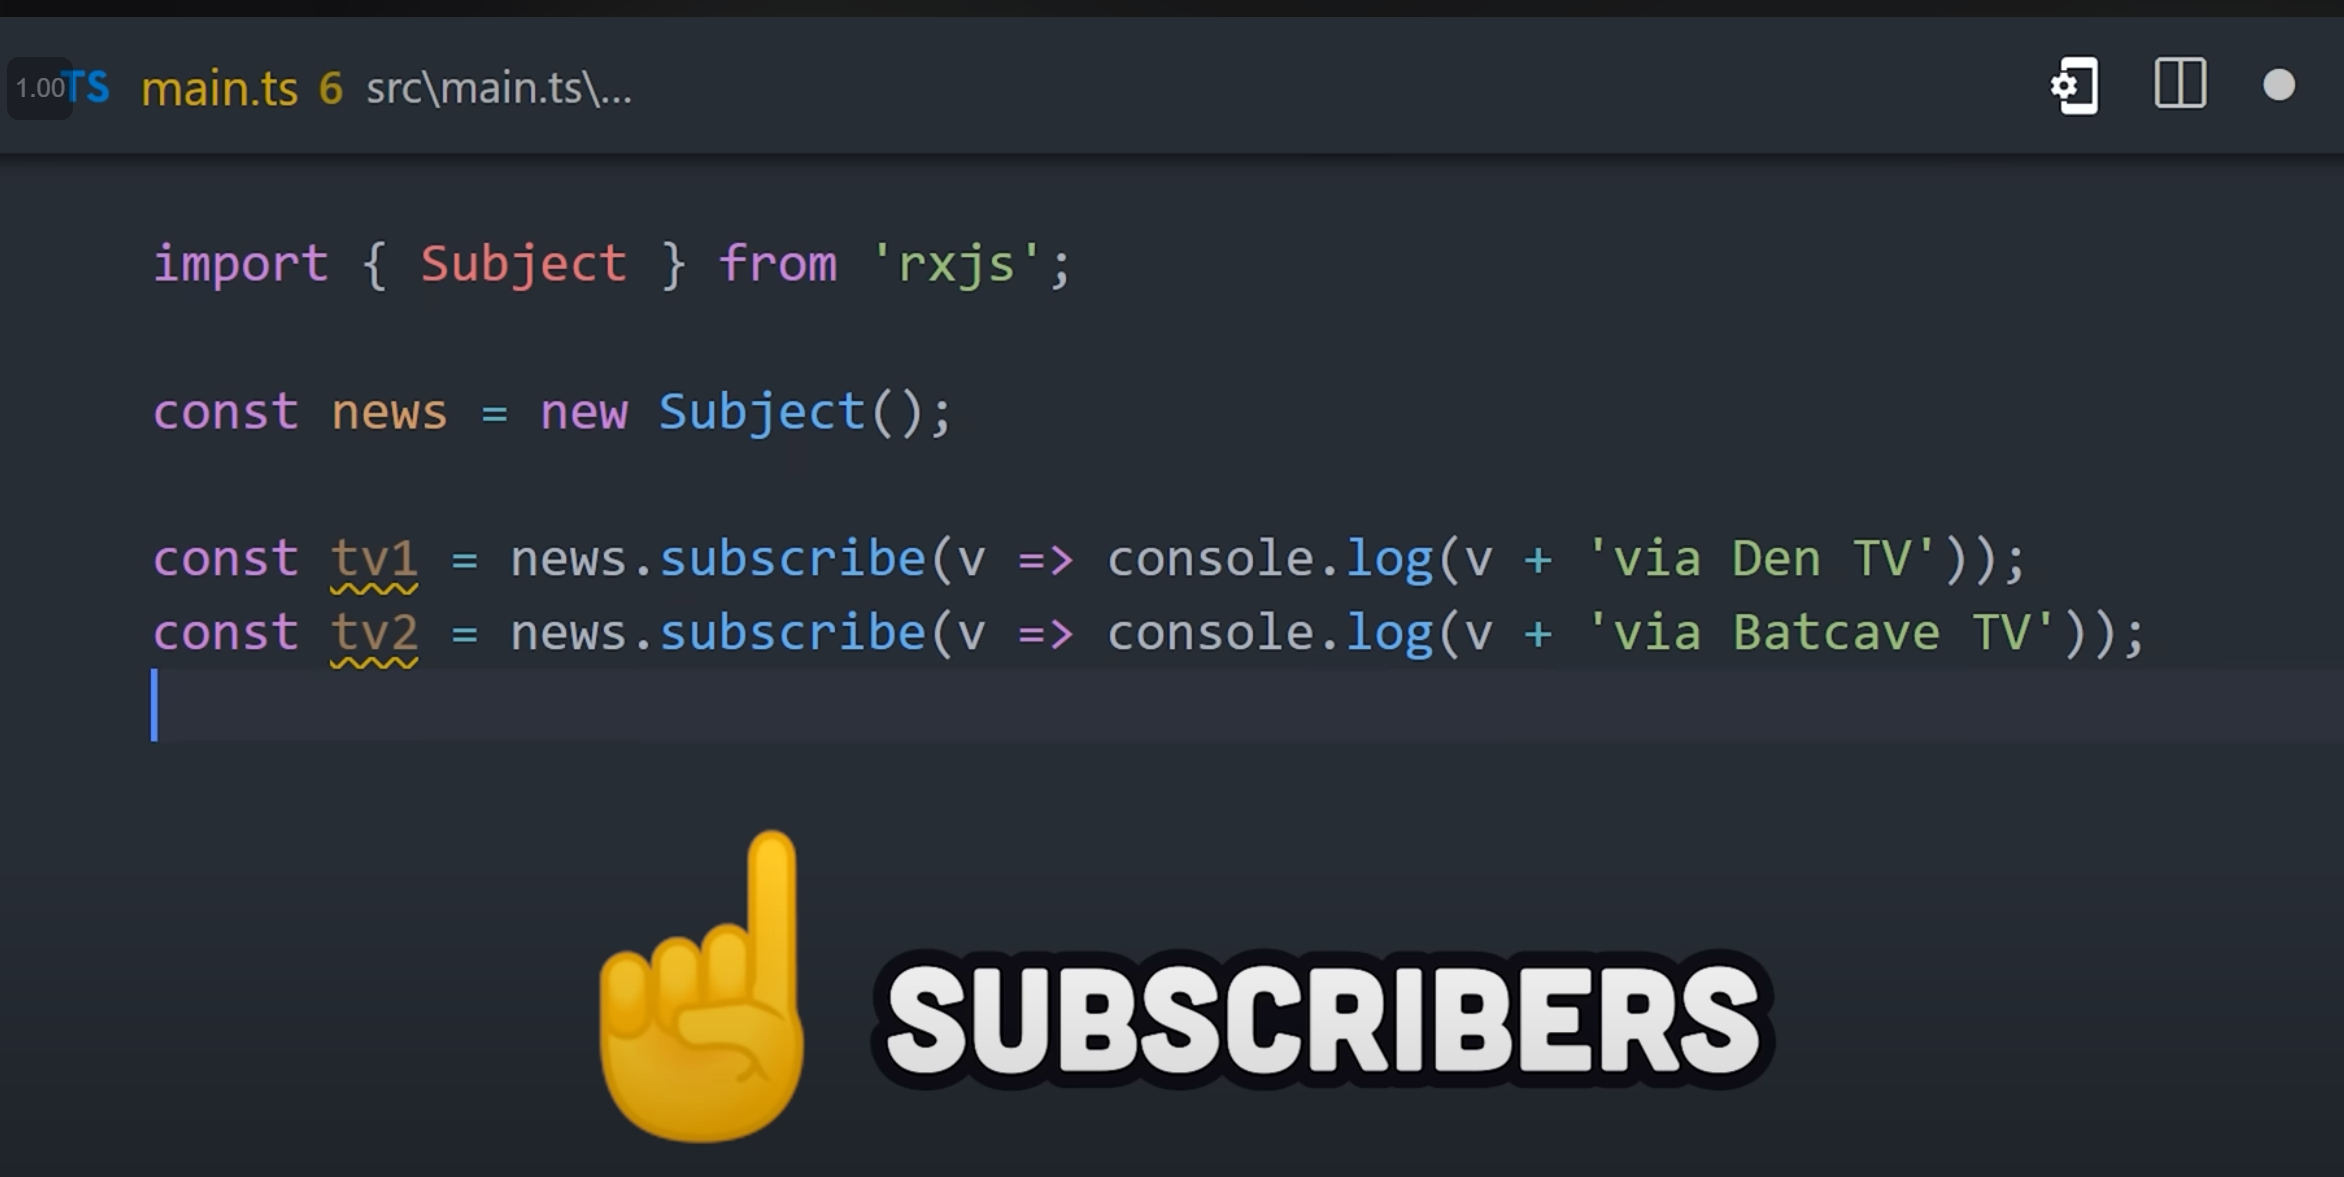 1.00 TS main.ts 6 src\main.ts\...
import { Subject } from 'rxjs';
const news = new Subject();
const tv1 = news.subscribe(v => console.log(v + 'via Den TV'));
const tv2 = news.subscribe(v => console.log(v + 'via Batcave TV'));
SUBSCRIBERS